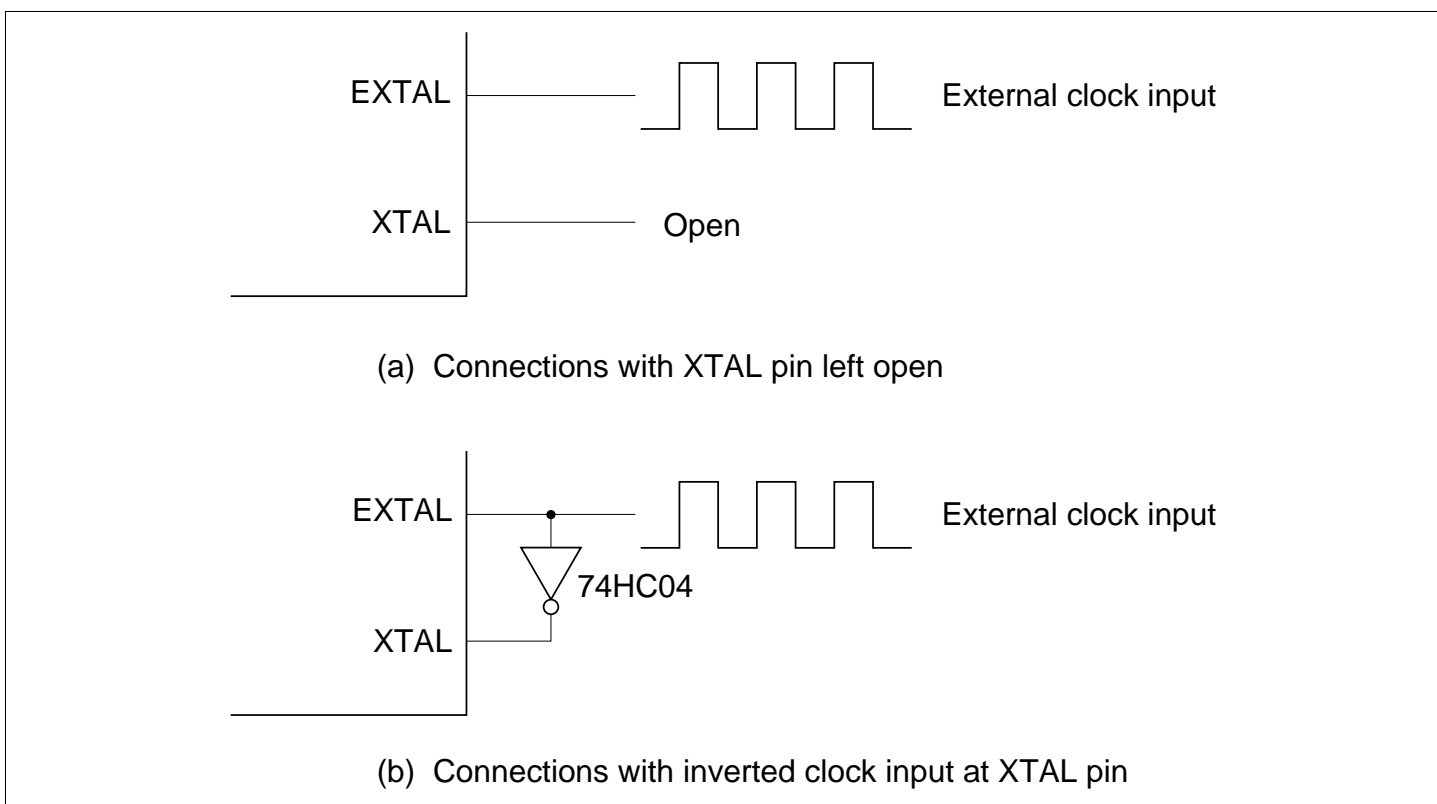 EXTAL
External clock input
XTAL
Open
(a) Connections with XTAL pin left open
EXTAL
External clock input
74HC04
XTAL
(b) Connections with inverted clock input at XTAL pin